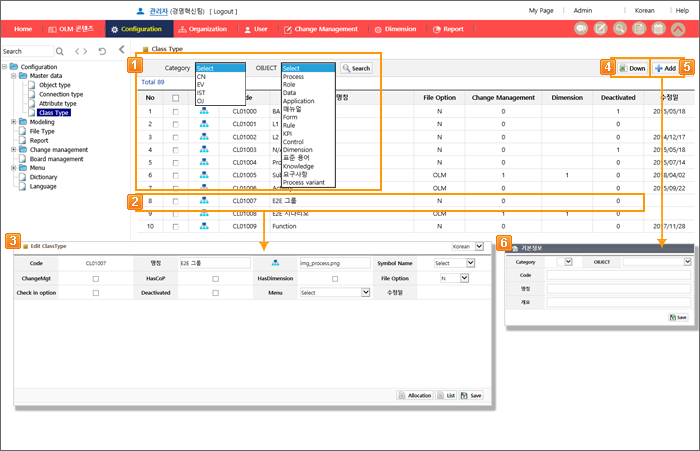 관리자 (경영혁신팀) [ Logout ]
My Page
Admin
Korean
Help
Home
OLM 콘텐츠
Configuration
Organization
User
Change Management
Dimension
Report
Search
Configuration
Master data
Object type
Connection type
Attribute type
Class Type
Modeling
File Type
Report
Change management
Board management
Menu
Dictionary
Language
Class Type
1
Category
Select
CN
EV
IST
OJ
OBJECT
Select
Process
Role
Data
Application
매뉴얼
Form
Rule
KPI
Control
Dimension
표준 용어
Knowledge
요구사항
Process variant
Search
4
Down
Add
5
Total 89
No
명칭
File Option
Change Management
Dimension
Deactivated
수정일
1 CL01000 BA N 0 0 1 2015/05/18
2 CL01001 L1 N 0 0 0
3 CL01002 L2 N 0 0 0 2014/12/17
4 CL01003 N/A N 0 0 1 2015/05/18
5 CL01004 Pro N 0 0 0 2015/07/14
6 CL01005 Sub OLM 1 1 0 2018/04/02
7 CL01006 OLM 0 0 0 2015/09/22
2
8 CL01007 E2E 그룹 N 0 0 0
9 CL01008 E2E 시나리오 OLM 1 1 0
10 CL01009 Function N 0 0 0 2017/11/28
3
Edit ClassType
Korean
Code CL01007 명칭 E2E 그룹 img_process.png Symbol Name Select
ChangeMgt HasCoP HasDimension File Option N
Check in option Deactivated Menu Select 수정일
Allocation
List
Save
6
기본정보
Category
OBJECT
Code
명칭
개요
Save